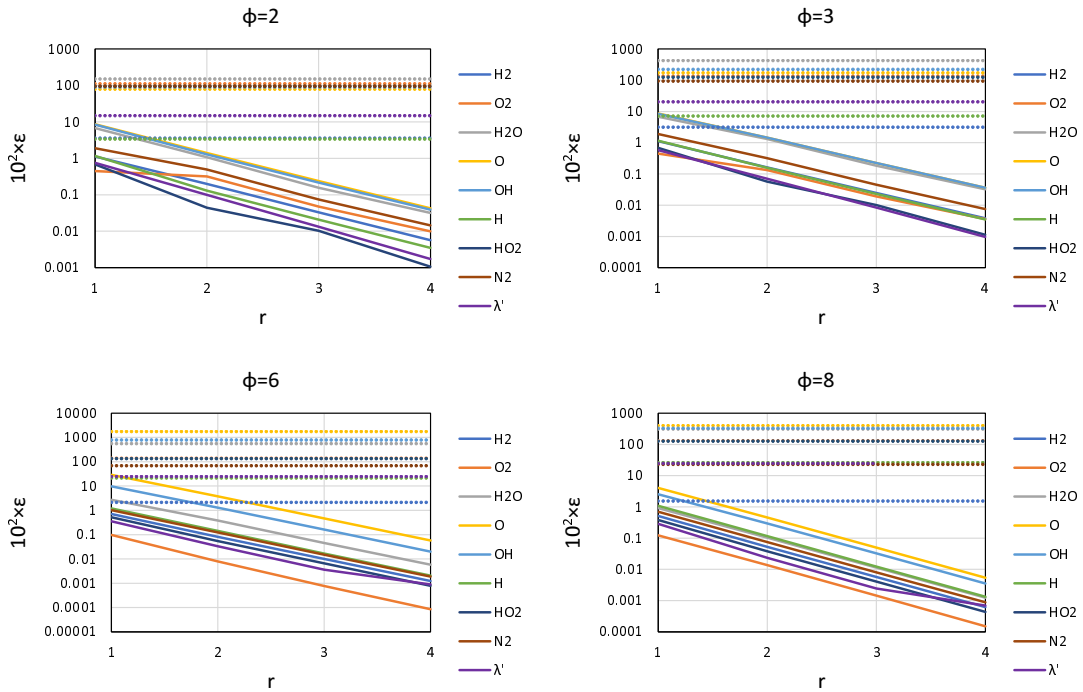 ϕ=2
10²×ε
1000
100
10
1
0.1
0.01
0.001
1 2 3 4
r
H2
O2
H2O
O
OH
H
HO2
N2
λ'
ϕ=3
10²×ε
1000
100
10
1
0.1
0.01
0.001
0.0001
1 2 3 4
r
H2
O2
H2O
O
OH
H
HO2
N2
λ'
ϕ=6
10²×ε
10000
1000
100
10
1
0.1
0.01
0.001
0.0001
0.00001
1 2 3 4
r
H2
O2
H2O
O
OH
H
HO2
N2
λ'
ϕ=8
10²×ε
1000
100
10
1
0.1
0.01
0.001
0.0001
1 2 3 4
r
H2
O2
H2O
O
OH
H
HO2
N2
λ'